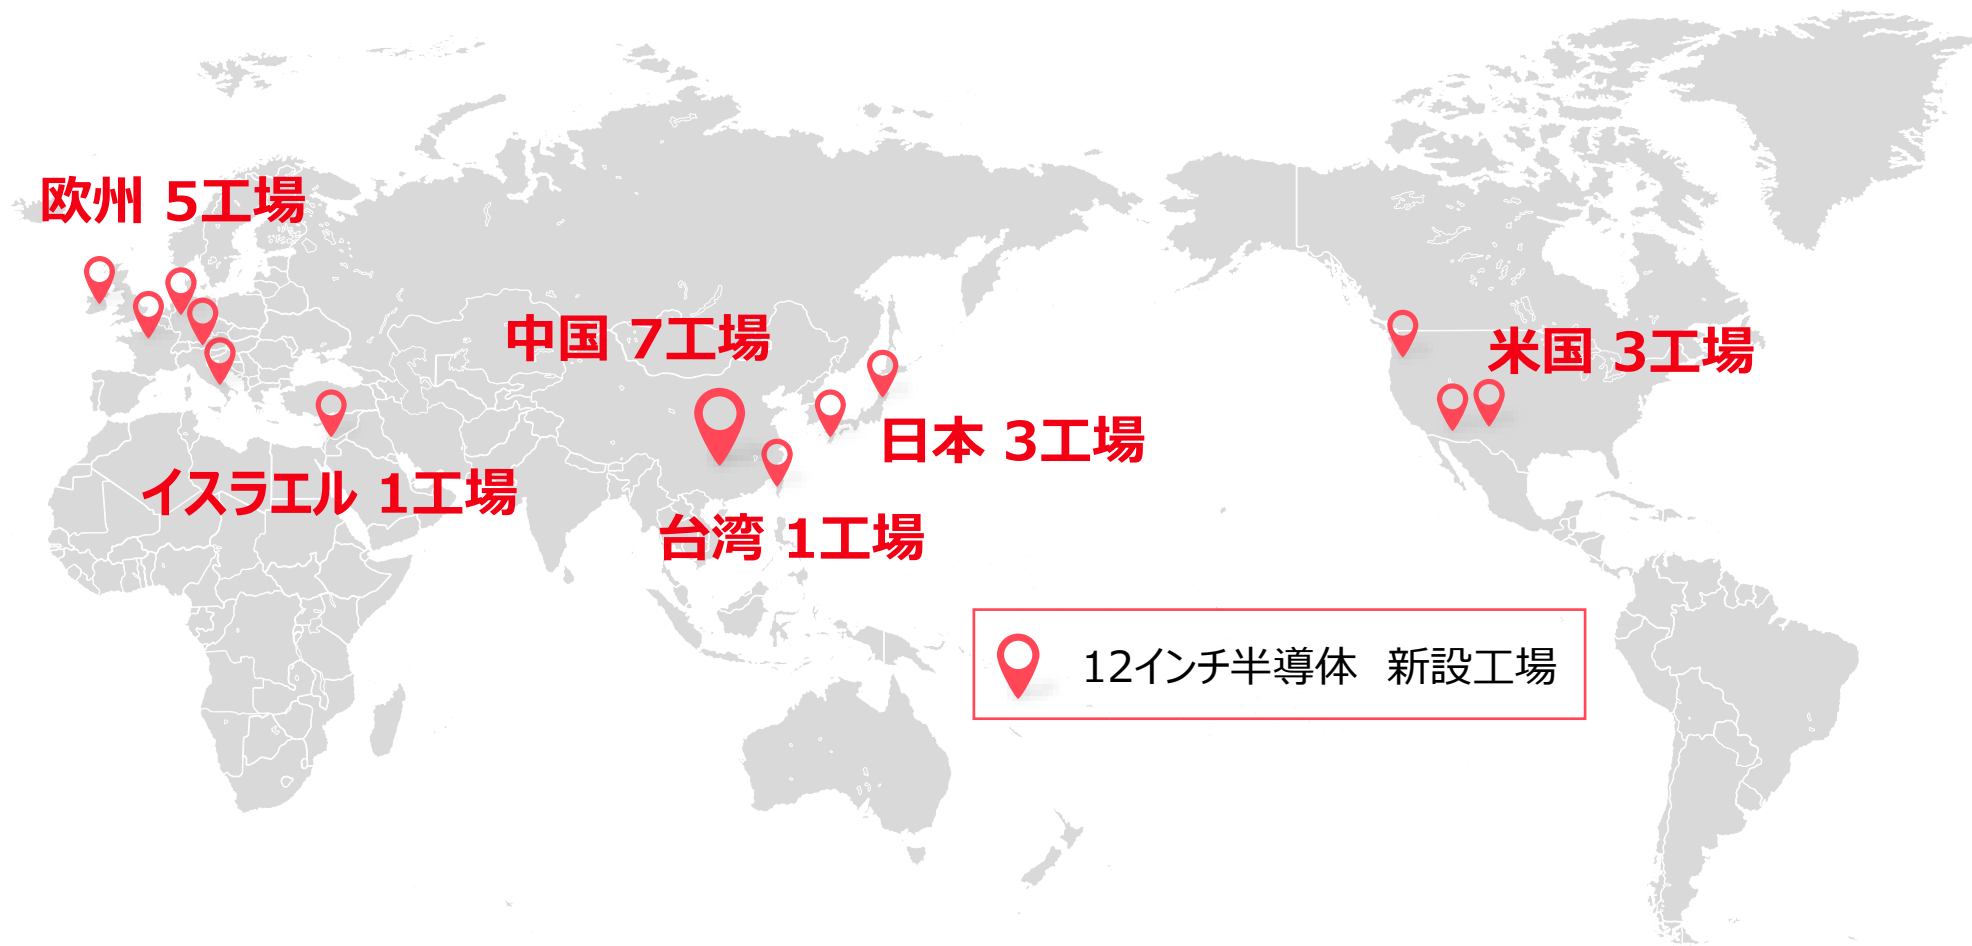 欧州 5工場
中国 7工場
米国 3工場
日本 3工場
イスラエル 1工場
台湾 1工場
12インチ半導体　新設工場